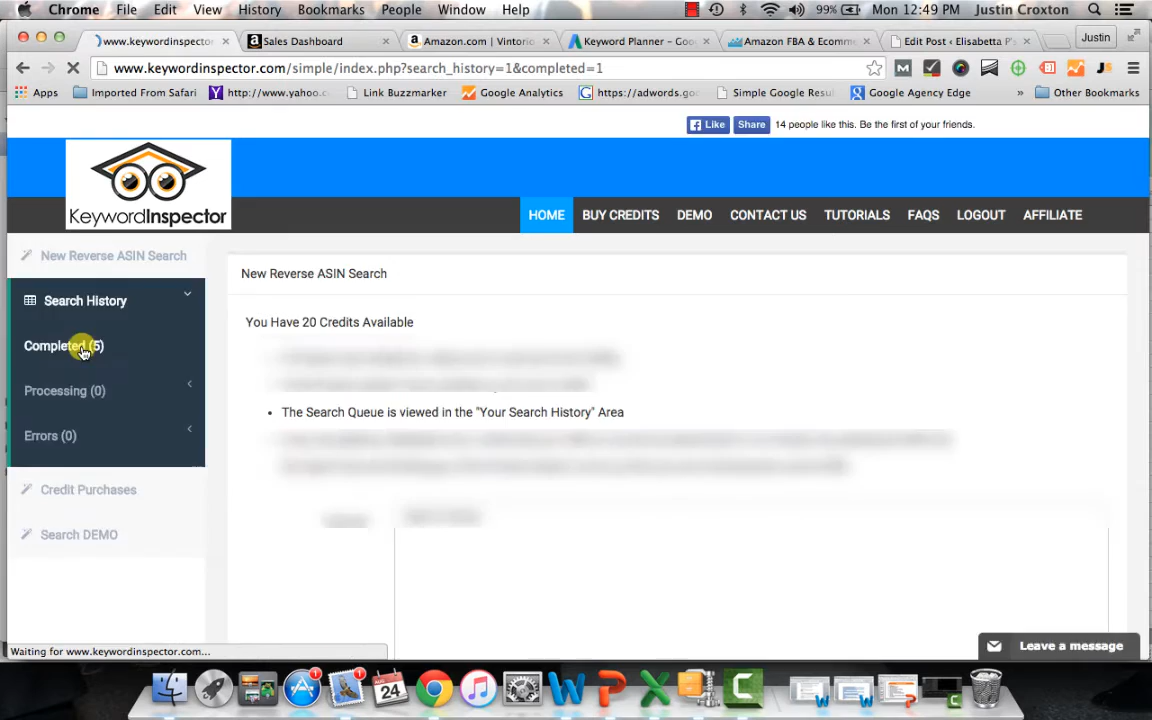 Chrome File Edit View History Bookmarks People Window Help 99% Mon 12:49 PM Justin Croxton
www.keywordinspector Sales Dashboard Amazon.com | Vintorio Keyword Planner – Goo Amazon FBA & Ecomm Edit Post ‹ Elisabetta P's Justin
www.keywordinspector.com/simple/index.php?search_history=1&completed=1
Apps Imported From Safari http://www.yahoo.c Link Buzzmarker Google Analytics https://adwords.go Simple Google Resu Google Agency Edge » Other Bookmarks
Like Share 14 people like this. Be the first of your friends.
KeywordInspector
HOME BUY CREDITS DEMO CONTACT US TUTORIALS FAQS LOGOUT AFFILIATE
New Reverse ASIN Search
Search History
Completed (5)
Processing (0)
Errors (0)
Credit Purchases
Search DEMO
New Reverse ASIN Search
You Have 20 Credits Available
• The Search Queue is viewed in the "Your Search History" Area
Leave a message
Waiting for www.keywordinspector.com...
24